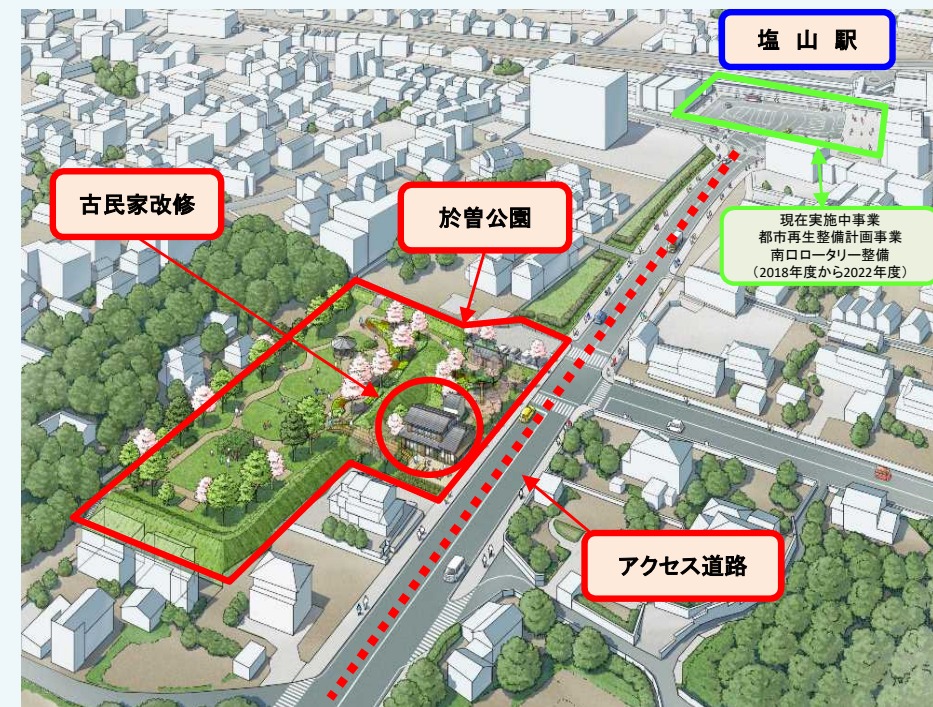 塩山駅
古民家改修
於曽公園
現在実施中事業
都市再生整備計画事業
南口ロータリー整備
（2018年度から2022年度）
アクセス道路